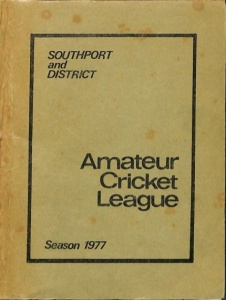 SOUTHPORT
and
DISTRICT
Amateur
Cricket
League
Season 1977